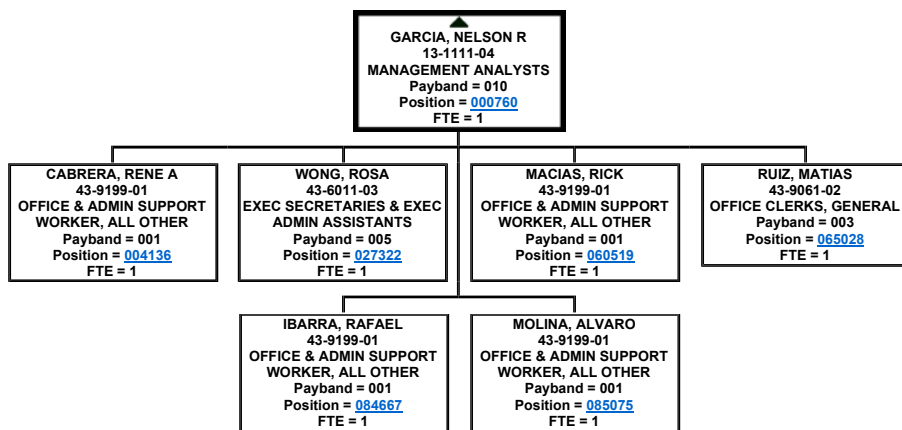 GARCIA, NELSON R
13-1111-04
MANAGEMENT ANALYSTS
Payband = 010
Position = 000760
FTE = 1
CABRERA, RENE A
43-9199-01
OFFICE & ADMIN SUPPORT
WORKER, ALL OTHER
Payband = 001
Position = 004136
FTE = 1
WONG, ROSA
43-6011-03
EXEC SECRETARIES & EXEC
ADMIN ASSISTANTS
Payband = 005
Position = 027322
FTE = 1
MACIAS, RICK
43-9199-01
OFFICE & ADMIN SUPPORT
WORKER, ALL OTHER
Payband = 001
Position = 060519
FTE = 1
RUIZ, MATIAS
43-9061-02
OFFICE CLERKS, GENERAL
Payband = 003
Position = 065028
FTE = 1
IBARRA, RAFAEL
43-9199-01
OFFICE & ADMIN SUPPORT
WORKER, ALL OTHER
Payband = 001
Position = 084667
FTE = 1
MOLINA, ALVARO
43-9199-01
OFFICE & ADMIN SUPPORT
WORKER, ALL OTHER
Payband = 001
Position = 085075
FTE = 1